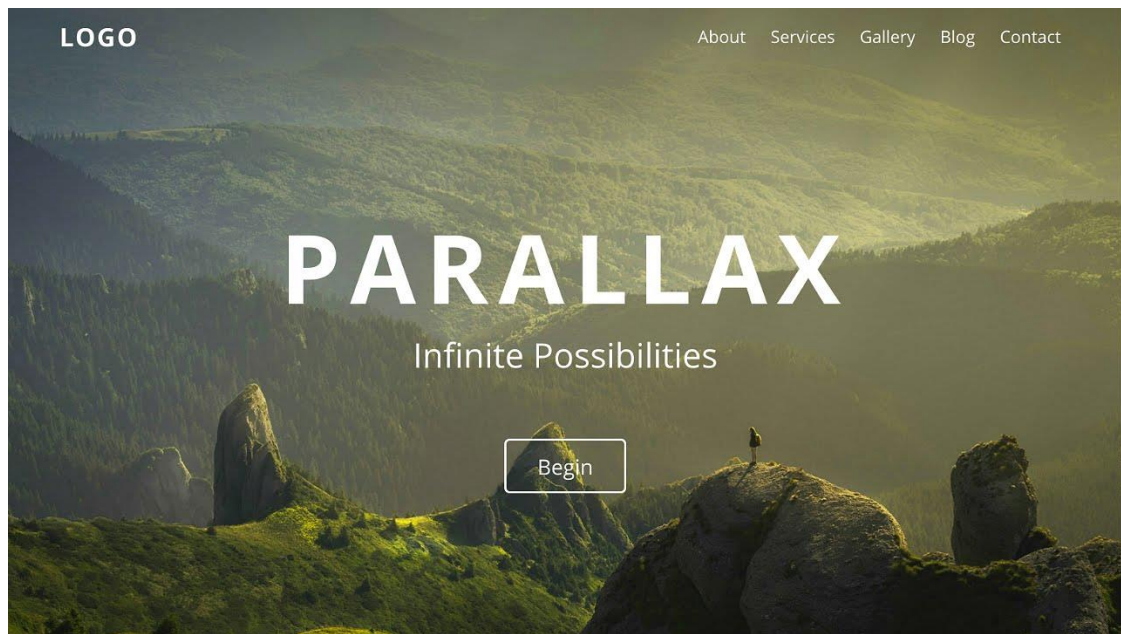 LOGO
About Services Gallery Blog Contact
PARALLAX
Infinite Possibilities
Begin